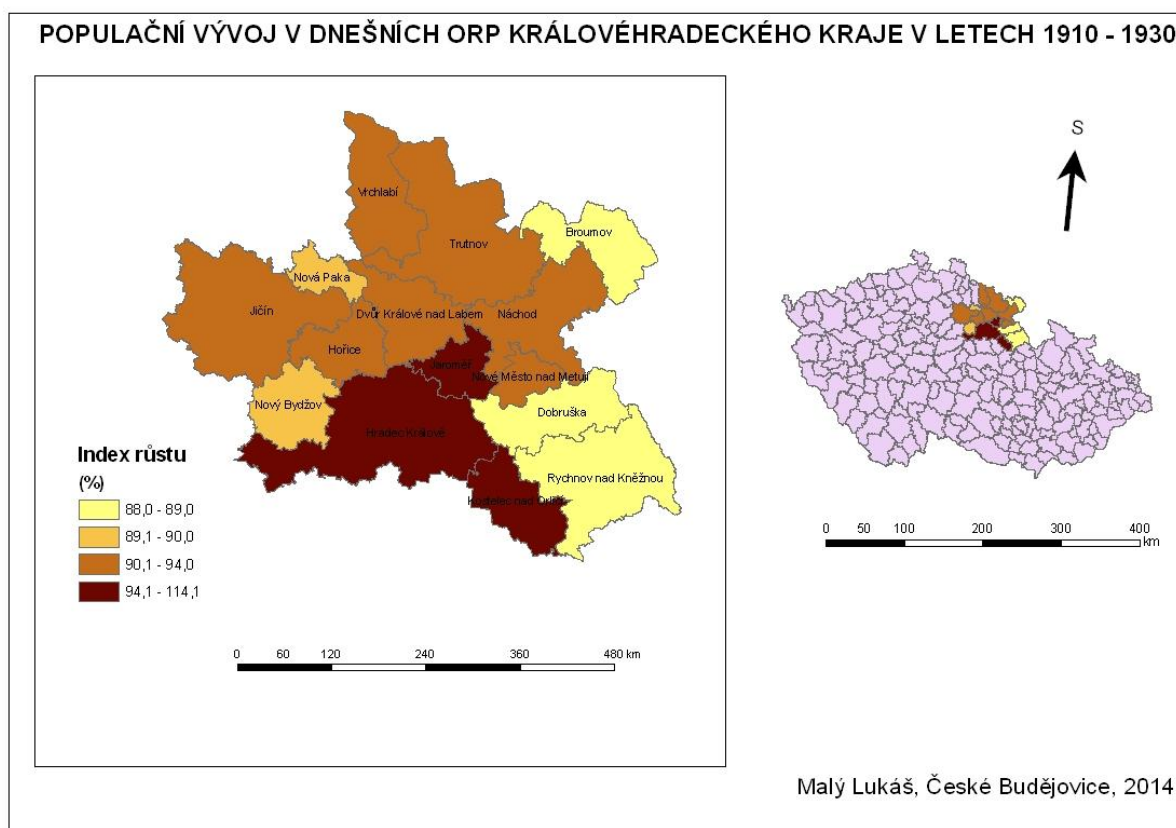 POPULAČNÍ VÝVOJ V DNEŠNÍCH ORP KRÁLOVÉHRADECKÉHO KRAJE V LETECH 1910 - 1930
S
Vrchlabí
Trutnov
Broumov
Nová Paka
Jičín
Dvůr Králové nad Labem
Náchod
Hořice
Jaroměř
Nové Město nad Metují
Nový Bydžov
Dobruška
Hradec Králové
Rychnov nad Kněžnou
Kostelec nad Orlicí
Index růstu
(%)
88,0 - 89,0
89,1 - 90,0
90,1 - 94,0
94,1 - 114,1
0 60 120 240 360 480 km
0 50 100 200 300 400
km
Malý Lukáš, České Budějovice, 2014